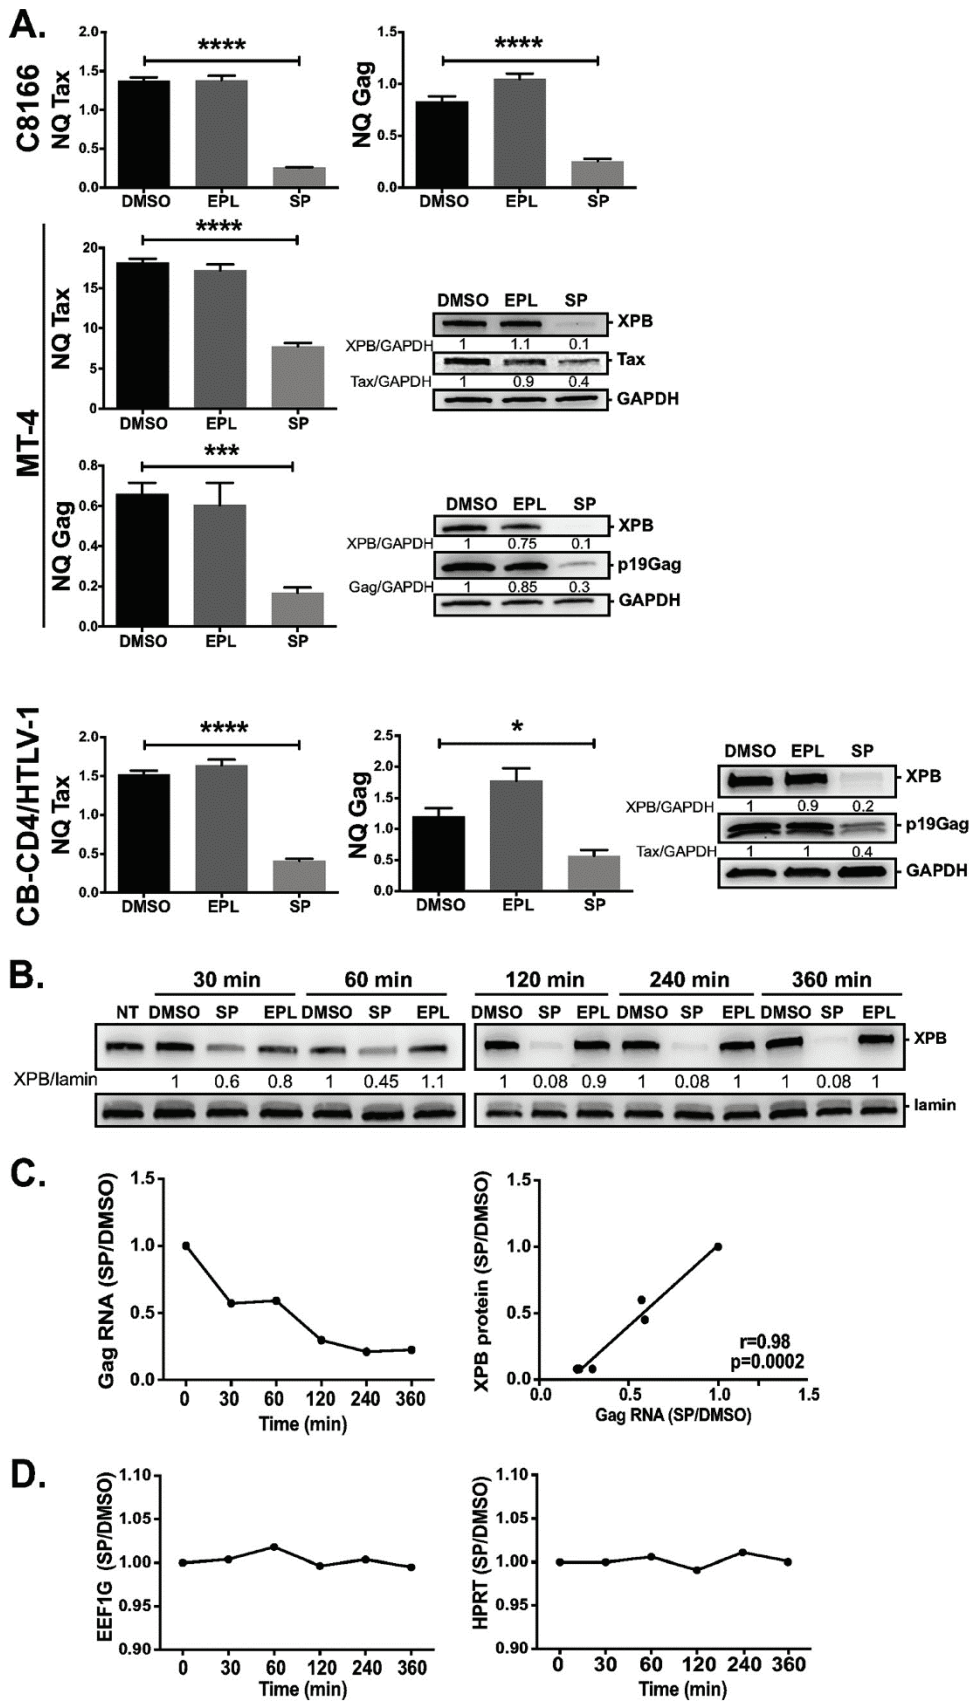 A.
C8166
NQ Tax
2.0
1.5
1.0
0.5
0.0
****
DMSO EPL SP
NQ Gag
1.5
1.0
0.5
0.0
****
DMSO EPL SP
MT-4
NQ Tax
20
15
10
5
0
****
DMSO EPL SP
DMSO EPL SP
XPB
XPB/GAPDH 1 1.1 0.1
Tax
Tax/GAPDH 1 0.9 0.4
GAPDH
NQ Gag
0.8
0.6
0.4
0.2
0.0
***
DMSO EPL SP
DMSO EPL SP
XPB
XPB/GAPDH 1 0.75 0.1
p19Gag
Gag/GAPDH 1 0.85 0.3
GAPDH
CB-CD4/HTLV-1
NQ Tax
2.0
1.5
1.0
0.5
0.0
****
DMSO EPL SP
NQ Gag
2.5
2.0
1.5
1.0
0.5
0.0
*
DMSO EPL SP
DMSO EPL SP
XPB
XPB/GAPDH 1 0.9 0.2
p19Gag
Tax/GAPDH 1 1 0.4
GAPDH
B.
30 min 60 min 120 min 240 min 360 min
NT DMSO SP EPL DMSO SP EPL DMSO SP EPL DMSO SP EPL DMSO SP EPL
XPB
XPB/lamin 1 0.6 0.8 1 0.45 1.1 1 0.08 0.9 1 0.08 1 1 0.08 1
lamin
C.
Gag RNA (SP/DMSO)
1.5
1.0
0.5
0.0
0 30 60 120 240 360
Time (min)
XPB protein (SP/DMSO)
1.5
1.0
0.5
0.0
r=0.98
p=0.0002
0.0 0.5 1.0 1.5
Gag RNA (SP/DMSO)
D.
EEF1G (SP/DMSO)
1.10
1.05
1.00
0.95
0.90
0 30 60 120 240 360
Time (min)
HPRT (SP/DMSO)
1.10
1.05
1.00
0.95
0.90
0 30 60 120 240 360
Time (min)